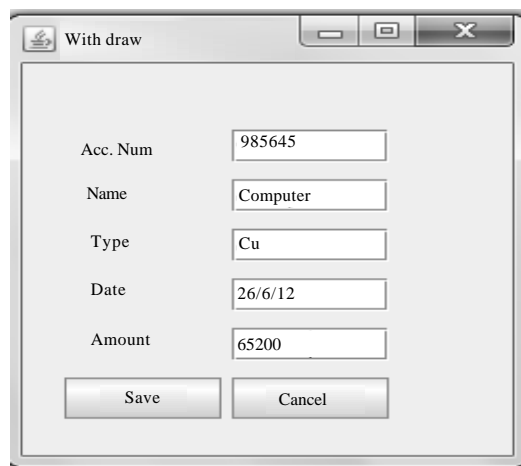 With draw
Acc. Num 985645
Name Computer
Type Cu
Date 26/6/12
Amount 65200
Save Cancel